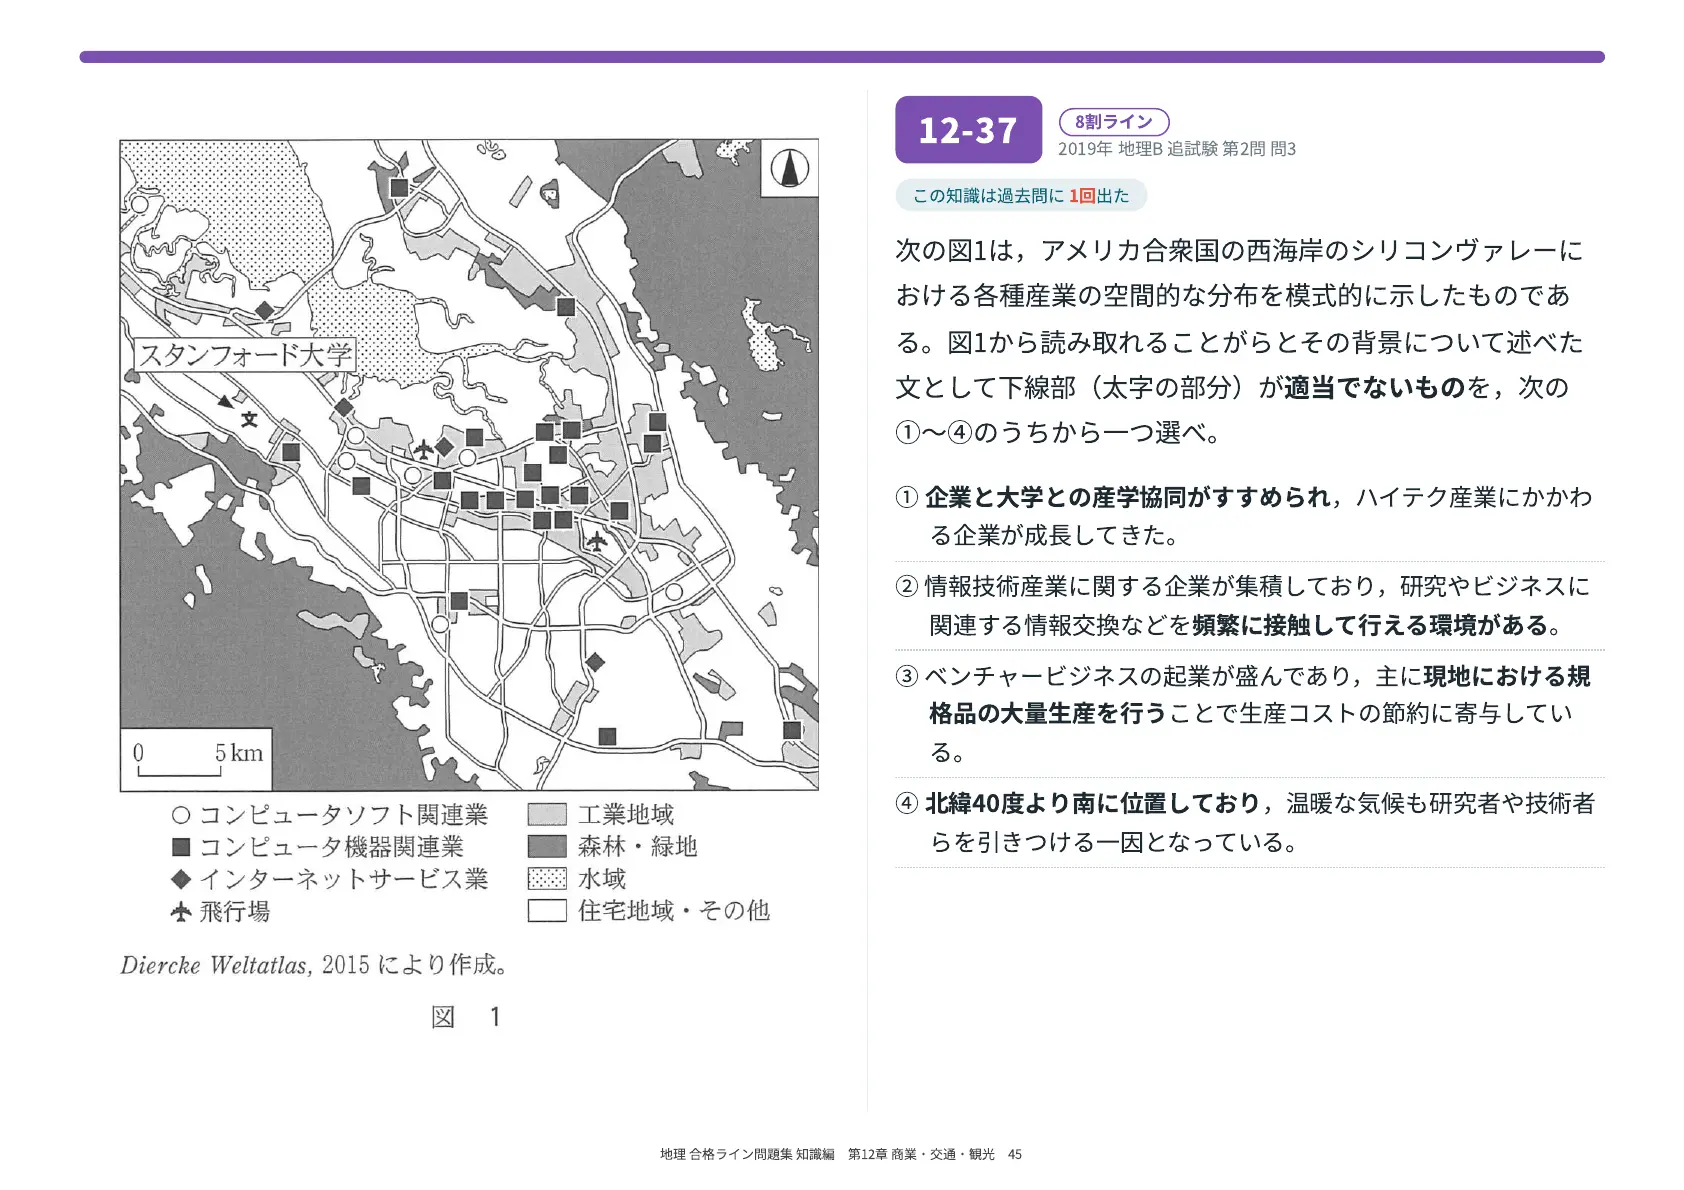 スタンフォード大学
文
0 5km
○ コンピュータソフト関連業
■ コンピュータ機器関連業
◆ インターネットサービス業
飛行場
工業地域
森林・緑地
水域
住宅地域・その他
Diercke Weltatlas, 2015 により作成。
図 1
12-37
8割ライン
2019年 地理B 追試験 第2問 問3
この知識は過去問に 1回出た
次の図1は，アメリカ合衆国の西海岸のシリコンヴァレーに
おける各種産業の空間的な分布を模式的に示したものであ
る。図1から読み取れることがらとその背景について述べた
文として下線部（太字の部分）が適当でないものを，次の
①～④のうちから一つ選べ。
① 企業と大学との産学協同がすすめられ，ハイテク産業にかかわ
る企業が成長してきた。
② 情報技術産業に関する企業が集積しており，研究やビジネスに
関連する情報交換などを頻繁に接触して行える環境がある。
③ ベンチャービジネスの起業が盛んであり，主に現地における規
格品の大量生産を行うことで生産コストの節約に寄与してい
る。
④ 北緯40度より南に位置しており，温暖な気候も研究者や技術者
らを引きつける一因となっている。
地理 合格ライン問題集 知識編 第12章 商業・交通・観光 45